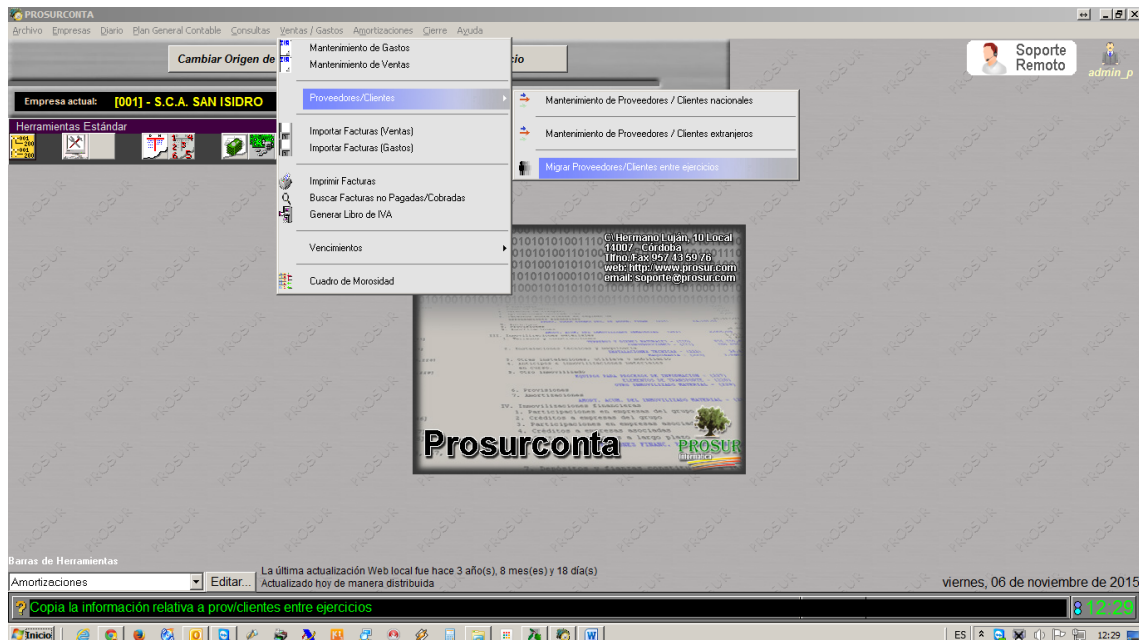 PROSURCONTA
Archivo Empresas Diario Plan General Contable Consultas Ventas / Gastos Amortizaciones Cierre Ayuda
Cambiar Origen de
cio
Soporte
Remoto
admin_p
Empresa actual: [001] - S.C.A. SAN ISIDRO
Herramientas Estándar
Mantenimiento de Gastos
Mantenimiento de Ventas
Proveedores/Clientes
Importar Facturas (Ventas)
Importar Facturas (Gastos)
Imprimir Facturas
Buscar Facturas no Pagadas/Cobradas
Generar Libro de IVA
Vencimientos
Cuadro de Morosidad
Mantenimiento de Proveedores / Clientes nacionales
Mantenimiento de Proveedores / Clientes extranjeros
Migrar Proveedores/Clientes entre ejercicios
C\Hermano Luján, 10 Local
14007 - Córdoba
Tlfno./Fax 957 43 59 76
web: http://www.prosur.com
email: soporte@prosur.com
Prosurconta
PROSUR
informática
Barras de Herramientas
Amortizaciones
Editar...
La última actualización Web local fue hace 3 año(s), 8 mes(es) y 18 día(s)
Actualizado hoy de manera distribuida
viernes, 06 de noviembre de 2015
Copia la información relativa a prov/clientes entre ejercicios
12:29
Inicio
ES
12:29